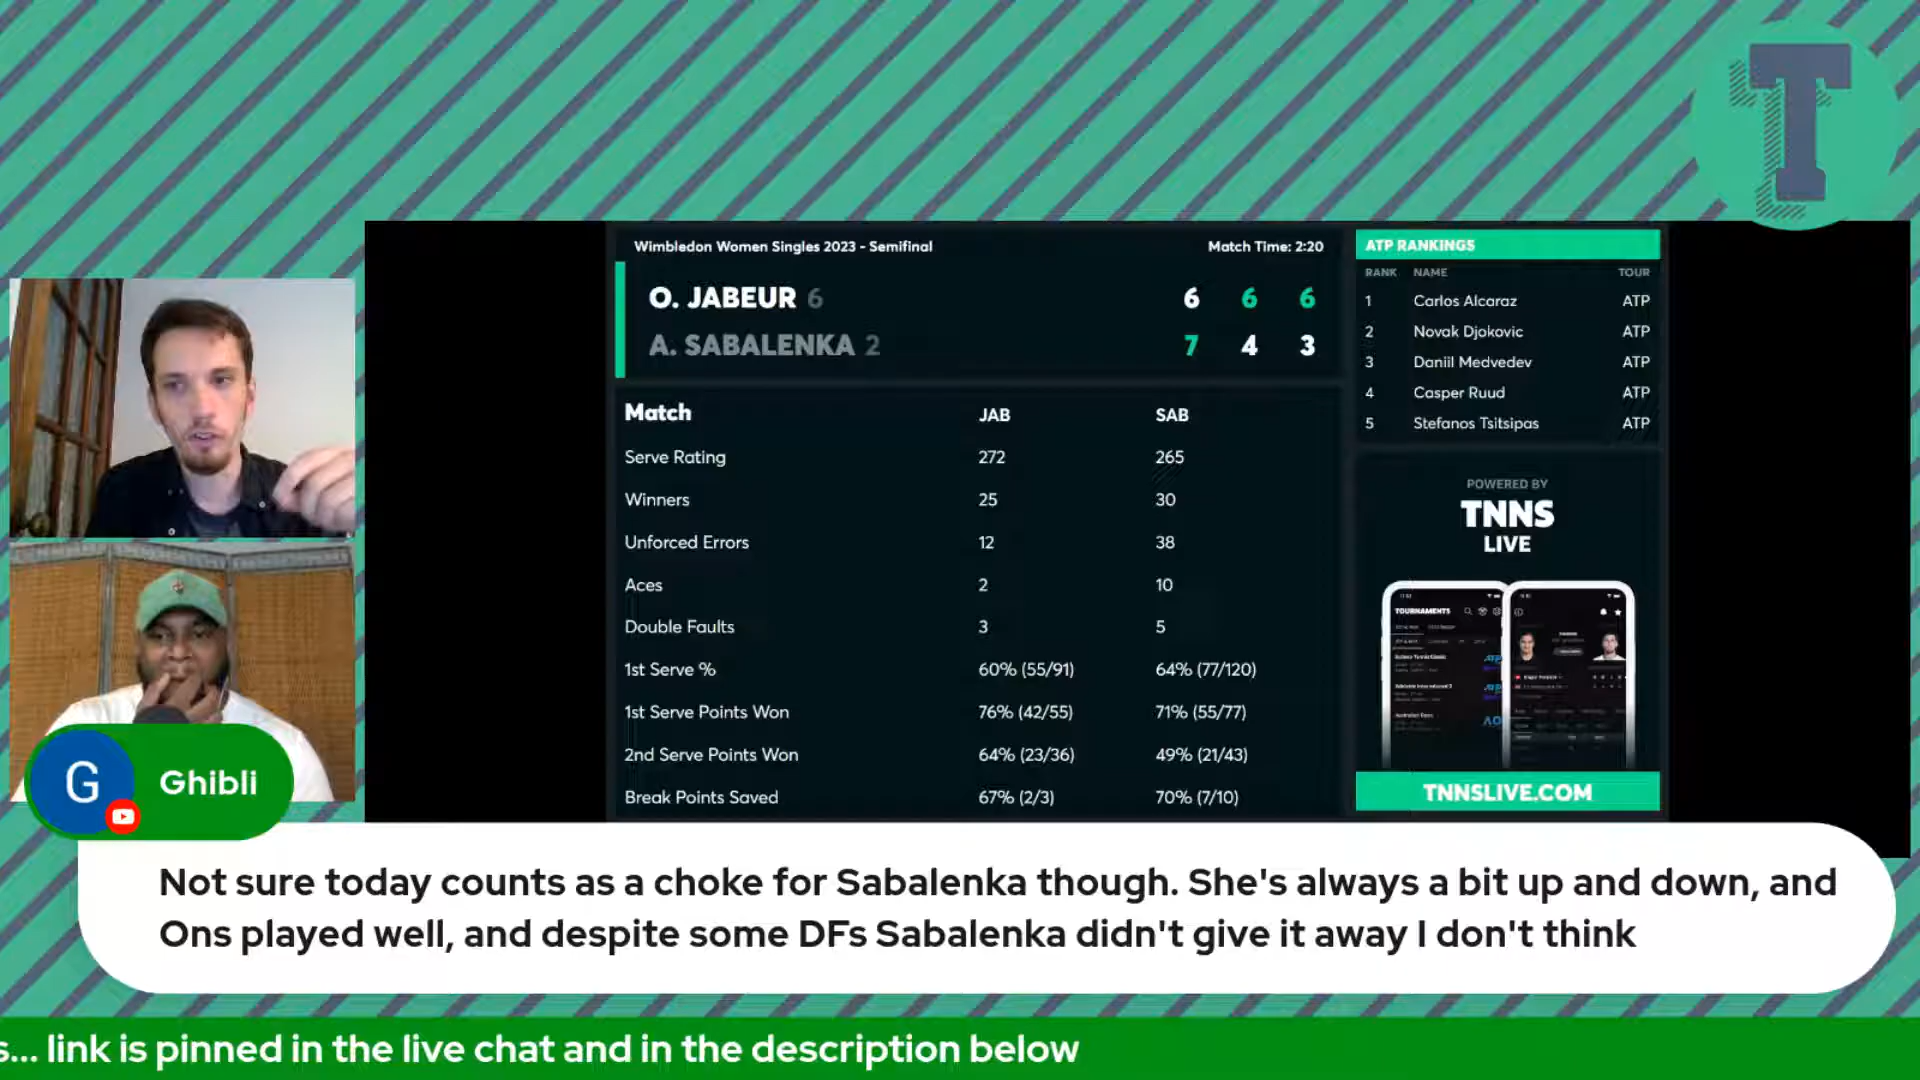 T
Wimbledon Women Singles 2023 - Semifinal Match Time: 2:20
O. JABEUR 6 6 6 6
A. SABALENKA 2 7 4 3
Match JAB SAB
Serve Rating 272 265
Winners 25 30
Unforced Errors 12 38
Aces 2 10
Double Faults 3 5
1st Serve % 60% (55/91) 64% (77/120)
1st Serve Points Won 76% (42/55) 71% (55/77)
2nd Serve Points Won 64% (23/36) 49% (21/43)
Break Points Saved 67% (2/3) 70% (7/10)
ATP RANKINGS
RANK NAME TOUR
1 Carlos Alcaraz ATP
2 Novak Djokovic ATP
3 Daniil Medvedev ATP
4 Casper Ruud ATP
5 Stefanos Tsitsipas ATP
POWERED BY
TNNS
LIVE
TOURNAMENTS
TNNSLIVE.COM
G Ghibli
Not sure today counts as a choke for Sabalenka though. She's always a bit up and down, and
Ons played well, and despite some DFs Sabalenka didn't give it away I don't think
s... link is pinned in the live chat and in the description below